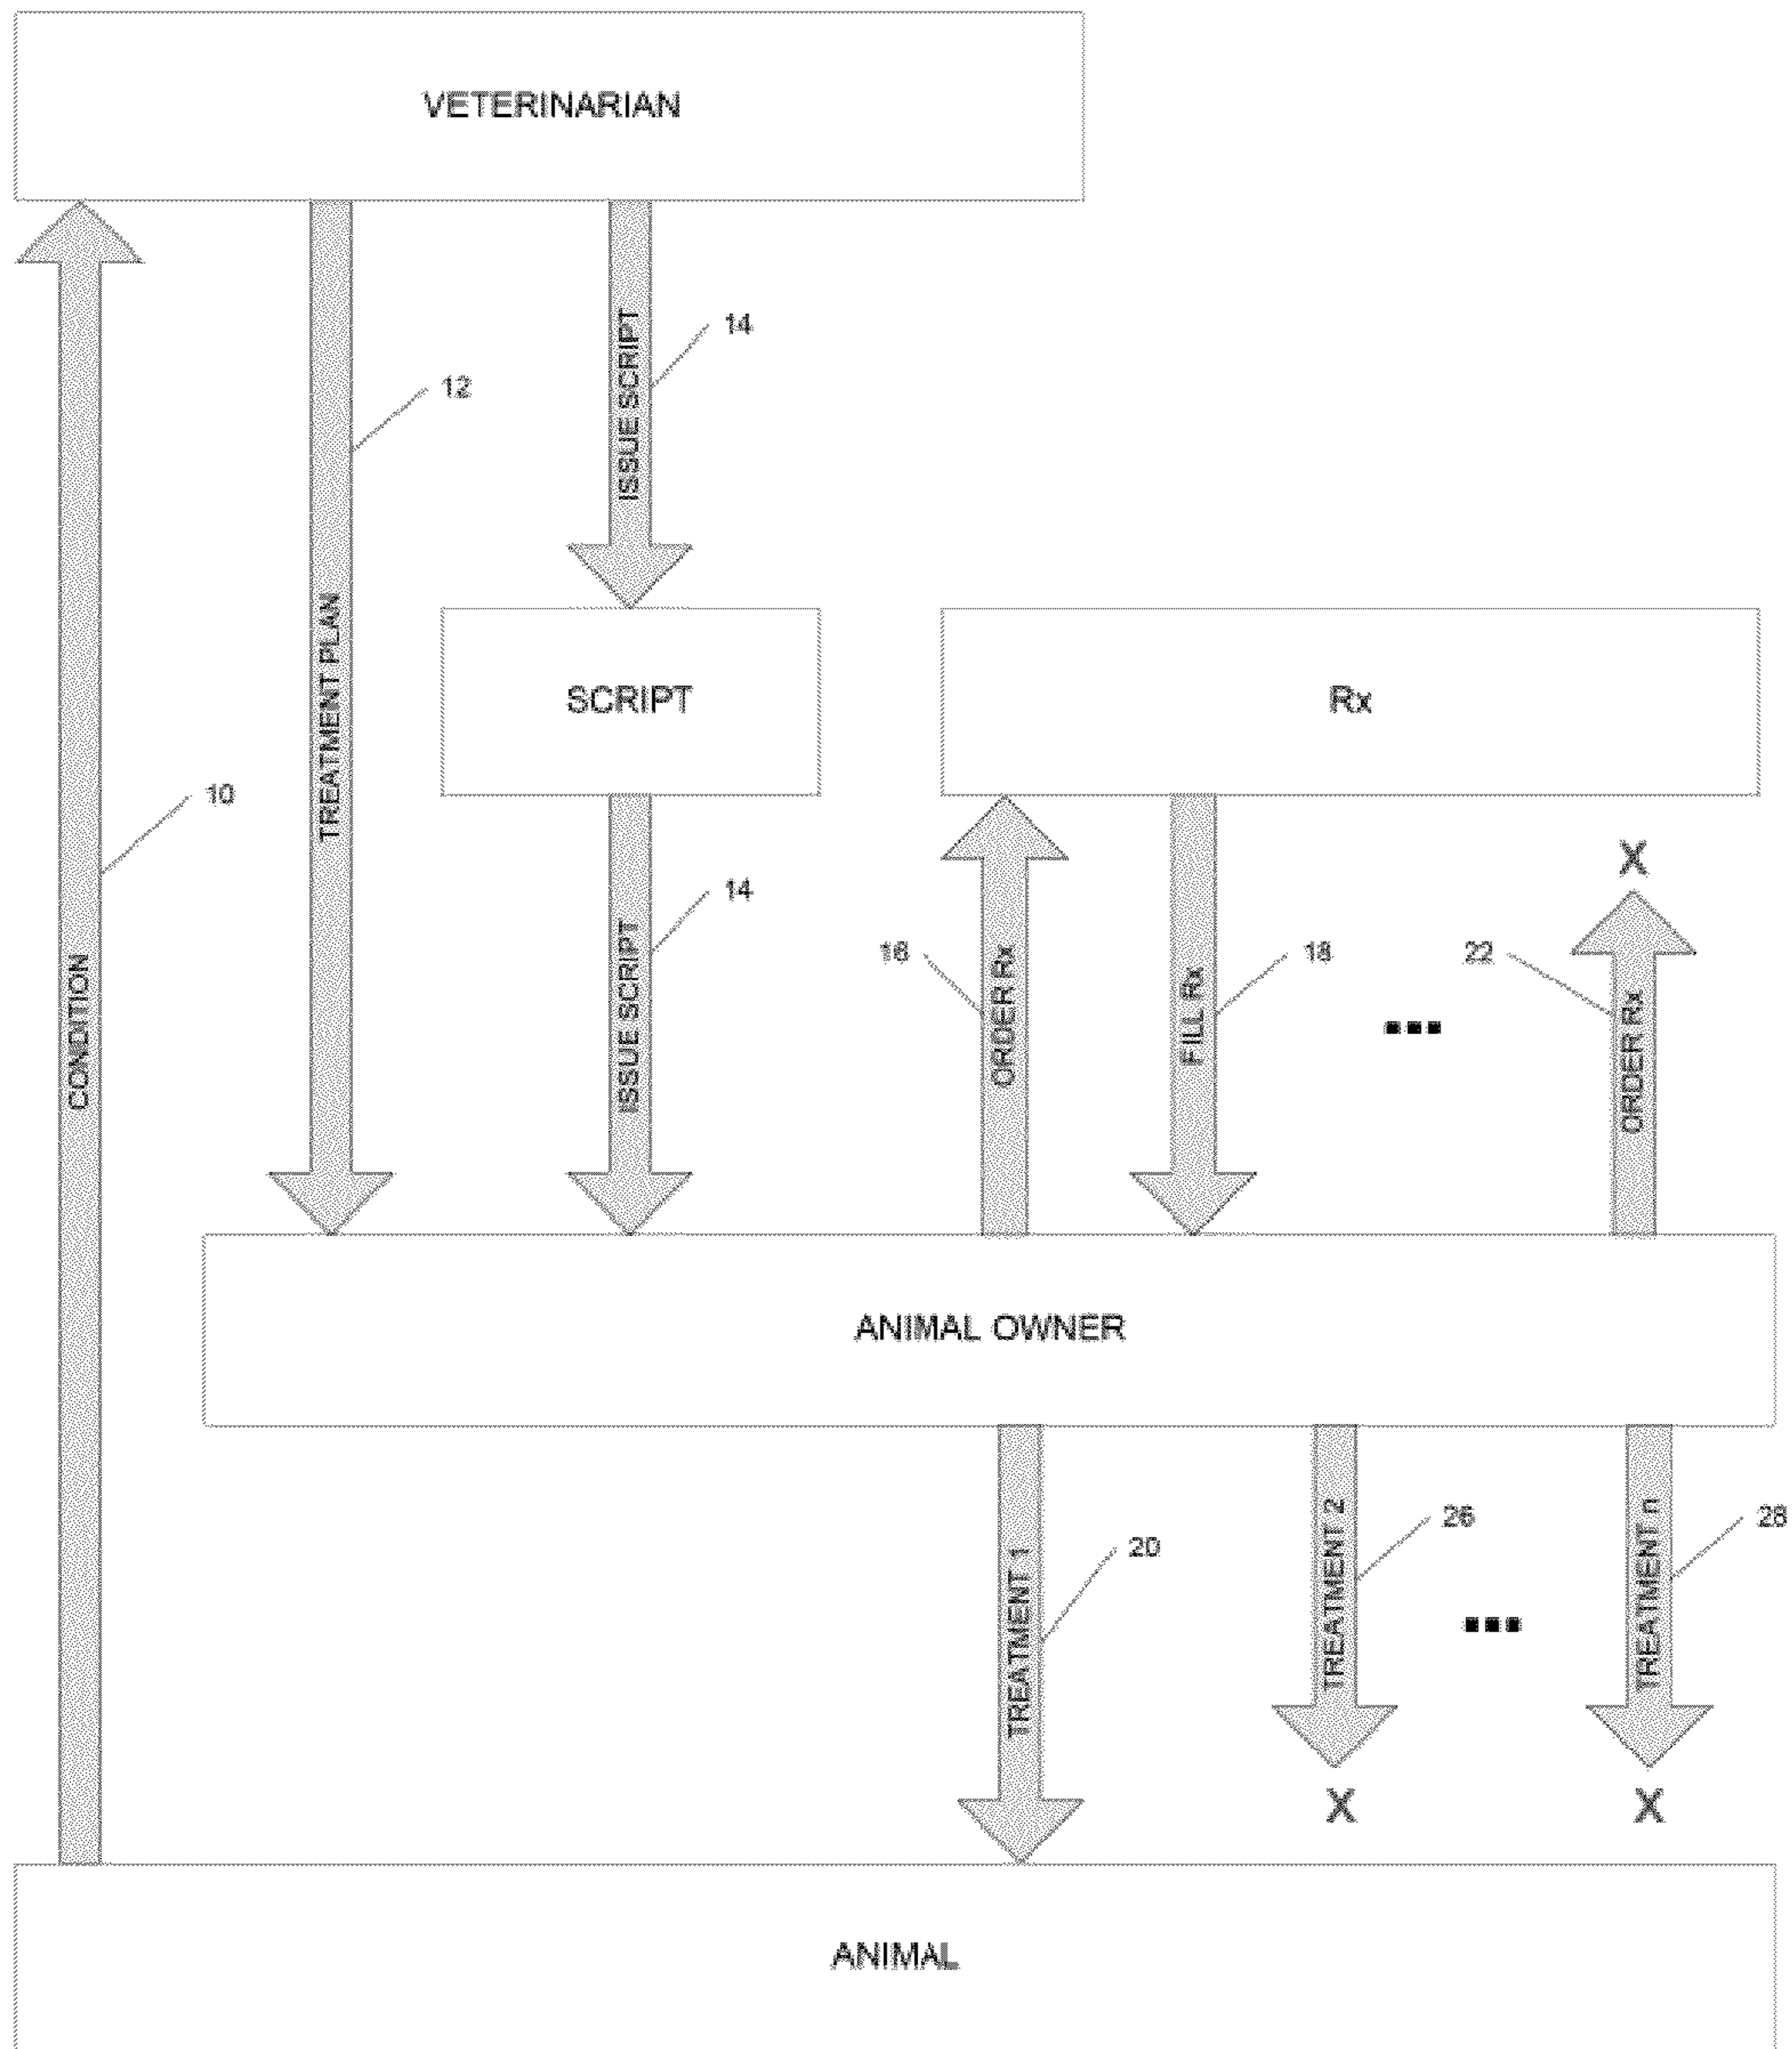 VETERINARIAN
ISSUE SCRIPT
14
12
TREATMENT PLAN
SCRIPT
Rx
10
CONDITION
ISSUE SCRIPT
14
16
ORDER Rx
FILL Rx
18
...
22
X
ORDER Rx
ANIMAL OWNER
TREATMENT 1
20
TREATMENT 2
26
...
TREATMENT n
28
X
X
ANIMAL